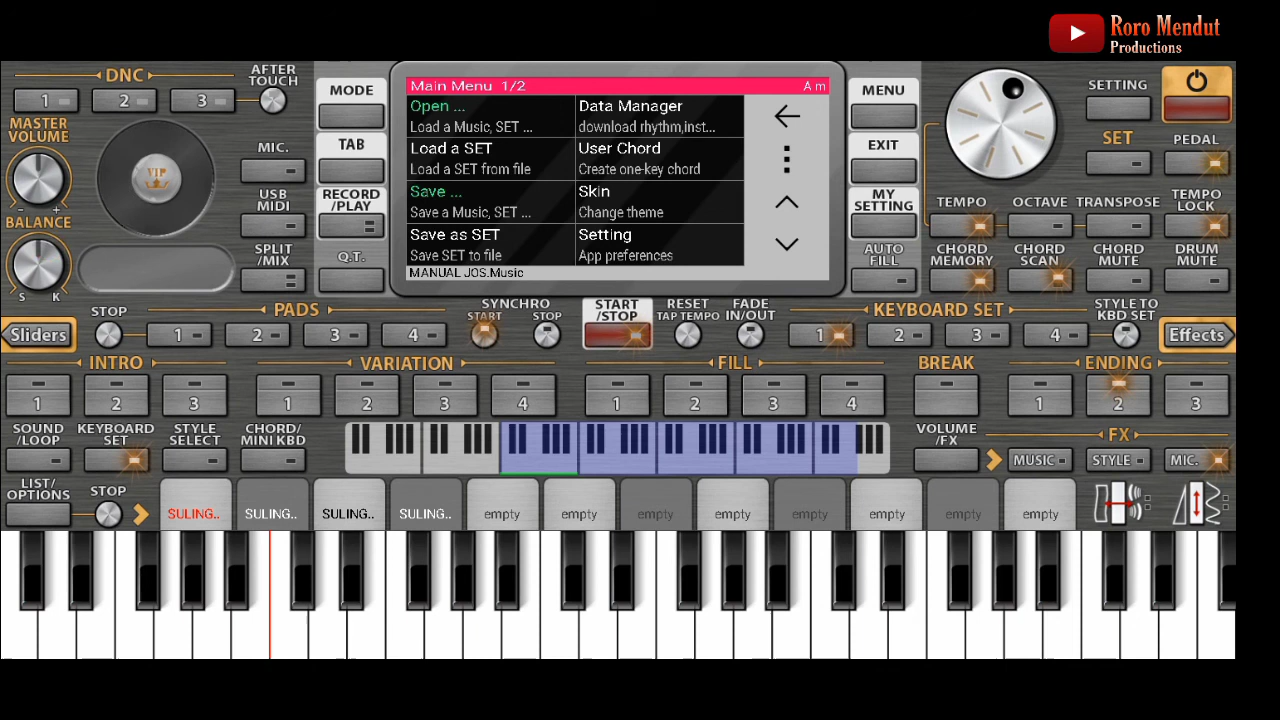 Roro Mendut
Productions
DNC
AFTER
TOUCH
1
2
3
MASTER
VOLUME
VIP
- +
BALANCE
S K
MIC.
USB
MIDI
SPLIT
/MIX
MODE
TAB
RECORD
/PLAY
Q.T.
Main Menu 1/2
A m
Open ...
Load a Music, SET ...
Data Manager
download rhythm,inst...
Load a SET
Load a SET from file
User Chord
Create one-key chord
Save ...
Save a Music, SET ...
Skin
Change theme
Save as SET
Save SET to file
Setting
App preferences
MANUAL JOS.Music
MENU
EXIT
MY
SETTING
AUTO
FILL
SETTING
SET
PEDAL
TEMPO
OCTAVE
TRANSPOSE
TEMPO
LOCK
CHORD
MEMORY
CHORD
SCAN
CHORD
MUTE
DRUM
MUTE
Sliders
STOP
PADS
1
2
3
4
SYNCHRO
START
STOP
START
/STOP
RESET
TAP TEMPO
FADE
IN/OUT
KEYBOARD SET
1
2
3
4
STYLE TO
KBD SET
Effects
INTRO
1
2
3
VARIATION
1
2
3
4
FILL
1
2
3
4
BREAK
ENDING
1
2
3
SOUND
/LOOP
KEYBOARD
SET
STYLE
SELECT
CHORD/
MINI KBD
VOLUME
/FX
FX
MUSIC
STYLE
MIC.
LIST/
OPTIONS
STOP
SULING..
SULING..
SULING..
SULING..
empty
empty
empty
empty
empty
empty
empty
empty